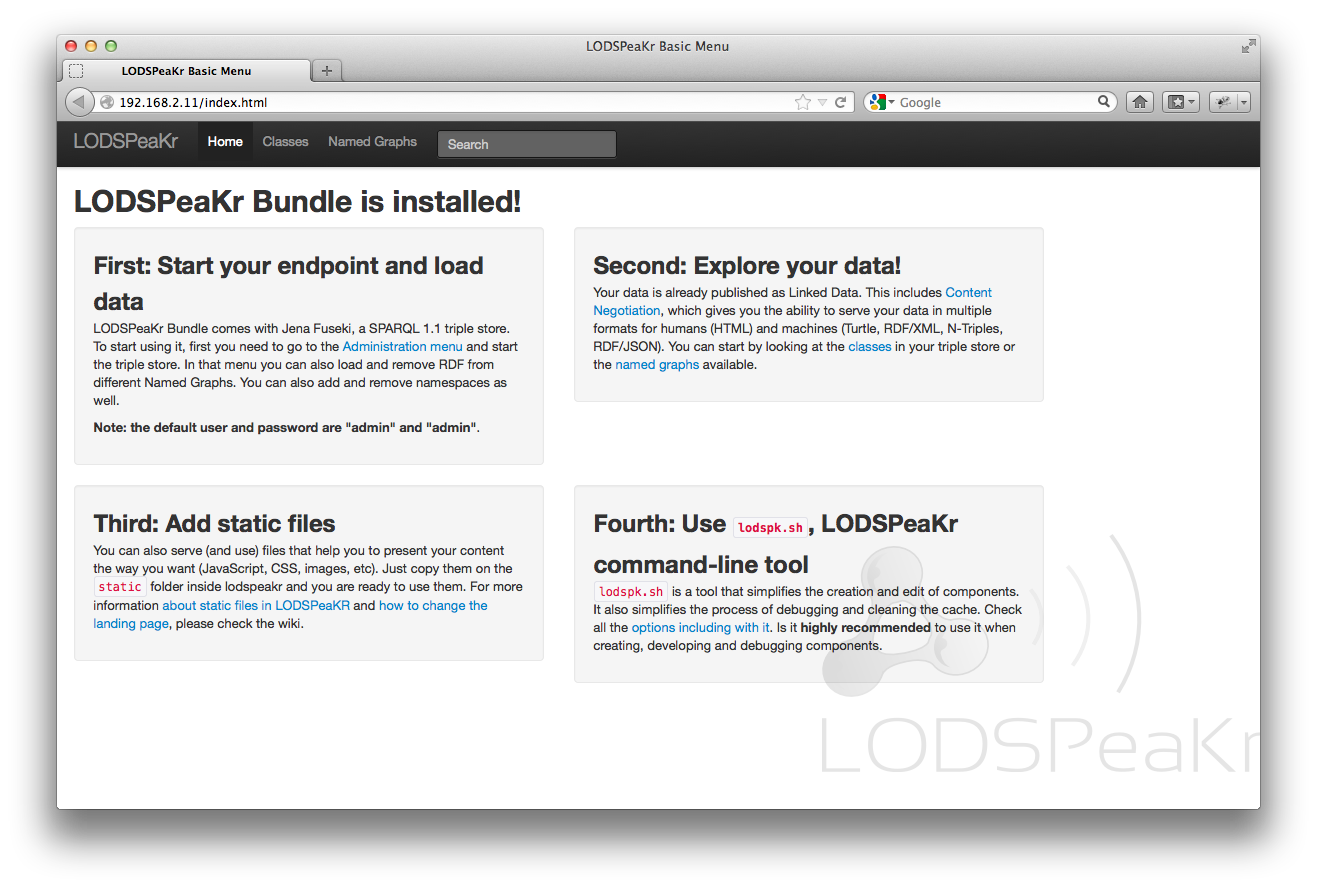 LODSPeaKr Basic Menu
LODSPeaKr Basic Menu
192.168.2.11/index.html
Google
LODSPeaKr
Home
Classes
Named Graphs
Search
LODSPeaKr Bundle is installed!
First: Start your endpoint and load
data
LODSPeaKr Bundle comes with Jena Fuseki, a SPARQL 1.1 triple store.
To start using it, first you need to go to the Administration menu and start
the triple store. In that menu you can also load and remove RDF from
different Named Graphs. You can also add and remove namespaces as
well.
Note: the default user and password are "admin" and "admin".
Second: Explore your data!
Your data is already published as Linked Data. This includes Content
Negotiation, which gives you the ability to serve your data in multiple
formats for humans (HTML) and machines (Turtle, RDF/XML, N-Triples,
RDF/JSON). You can start by looking at the classes in your triple store or
the named graphs available.
Third: Add static files
You can also serve (and use) files that help you to present your content
the way you want (JavaScript, CSS, images, etc). Just copy them on the
static folder inside lodspeakr and you are ready to use them. For more
information about static files in LODSPeaKR and how to change the
landing page, please check the wiki.
Fourth: Use lodspk.sh, LODSPeaKr
command-line tool
lodspk.sh is a tool that simplifies the creation and edit of components.
It also simplifies the process of debugging and cleaning the cache. Check
all the options including with it. Is it highly recommended to use it when
creating, developing and debugging components.
LODSPeaKr